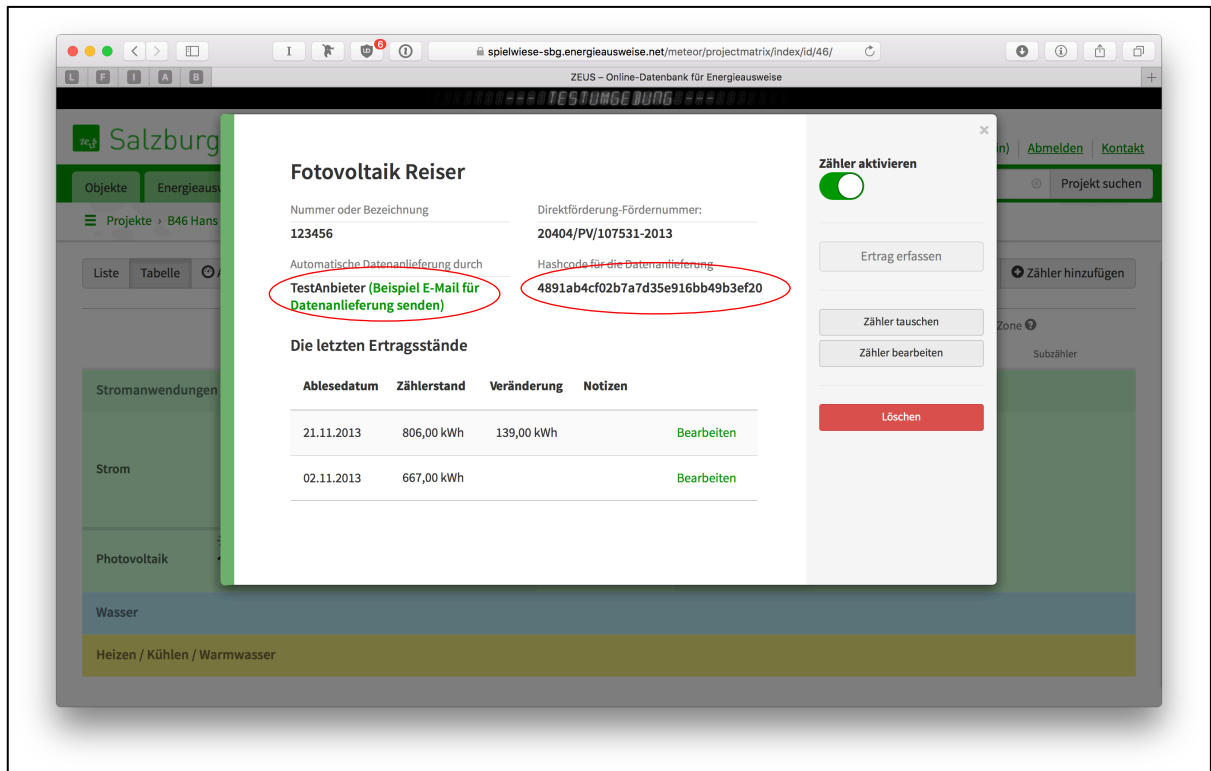 6
spielwiese-sbg.energieausweise.net/meteor/projectmatrix/index/id/46/
L F I A B
ZEUS – Online-Datenbank für Energieausweise
---- TESTUMGEBUNG ----
Salzburg
in) Abmelden Kontakt
Objekte Energieausw
Projekt suchen
Projekte › B46 Hans
Liste Tabelle
Zähler hinzufügen
Zone
Subzähler
Stromanwendungen
Strom
Photovoltaik
Wasser
Heizen / Kühlen / Warmwasser
×
Fotovoltaik Reiser
Nummer oder Bezeichnung
123456
Direktförderung-Fördernummer:
20404/PV/107531-2013
Automatische Datenanlieferung durch
TestAnbieter (Beispiel E-Mail für
Datenanlieferung senden)
Hashcode für die Datenanlieferung
4891ab4cf02b7a7d35e916bb49b3ef20
Die letzten Ertragsstände
Ablesedatum Zählerstand Veränderung Notizen
21.11.2013 806,00 kWh 139,00 kWh Bearbeiten
02.11.2013 667,00 kWh Bearbeiten
Zähler aktivieren
Ertrag erfassen
Zähler tauschen
Zähler bearbeiten
Löschen